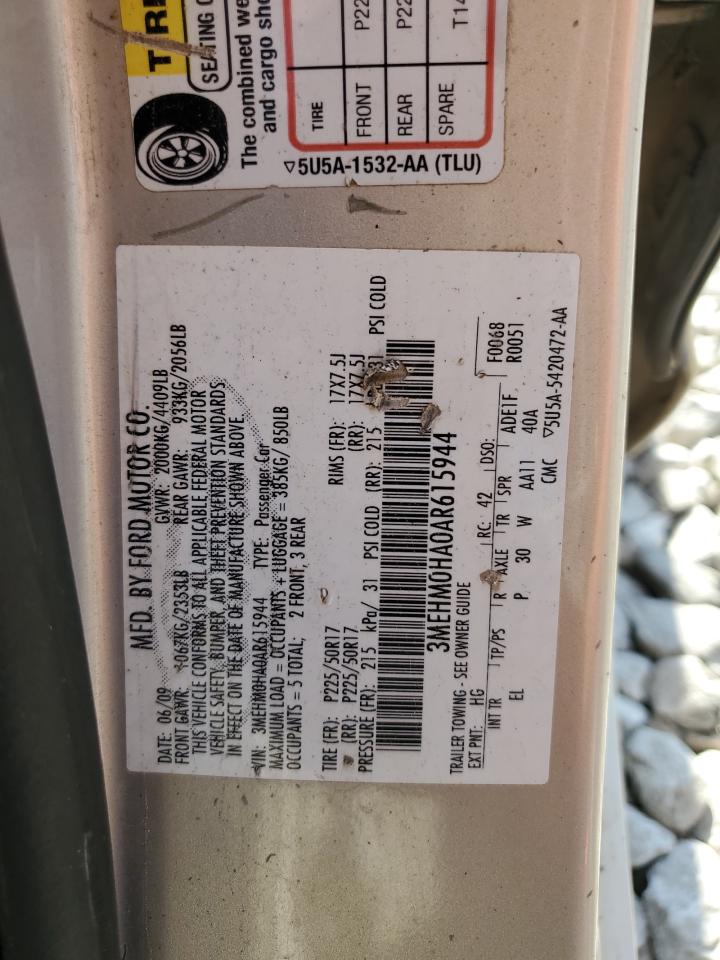 TIRE
SEATING C
The combined we
and cargo sho
TIRE
FRONT P22
REAR P22
SPARE T14
▽5U5A-1532-AA (TLU)
MFD. BY FORD MOTOR CO.
DATE: 06/09 GVWR: 2000KG/4409LB
FRONT GAWR: 1067KG/2353LB REAR GAWR: 933KG/2056LB
THIS VEHICLE CONFORMS TO ALL APPLICABLE FEDERAL MOTOR
VEHICLE SAFETY, BUMPER, AND THEFT PREVENTION STANDARDS
IN EFFECT ON THE DATE OF MANUFACTURE SHOWN ABOVE.
VIN: 3MEHM0HA0AR615944 TYPE: Passenger Car
MAXIMUM LOAD = OCCUPANTS + LUGGAGE = 385KG/ 850LB
OCCUPANTS = 5 TOTAL; 2 FRONT, 3 REAR
TIRE (FR): P225/50R17 RIMS (FR): 17X7.5J
(RR): P225/50R17 (RR): 17X7.5J
PRESSURE (FR): 215 kPa/ 31 PSI COLD (RR): 215 31 PSI COLD
3MEHM0HA0AR615944
TRAILER TOWING - SEE OWNER GUIDE
EXT PNT: HG RC: 42 DSO: F0068
R0051
INT TR TP/PS R AXLE TR SPR ADE1F
EL P 30 W AA11 40A
CMC ▽5U5A-5420472-AA